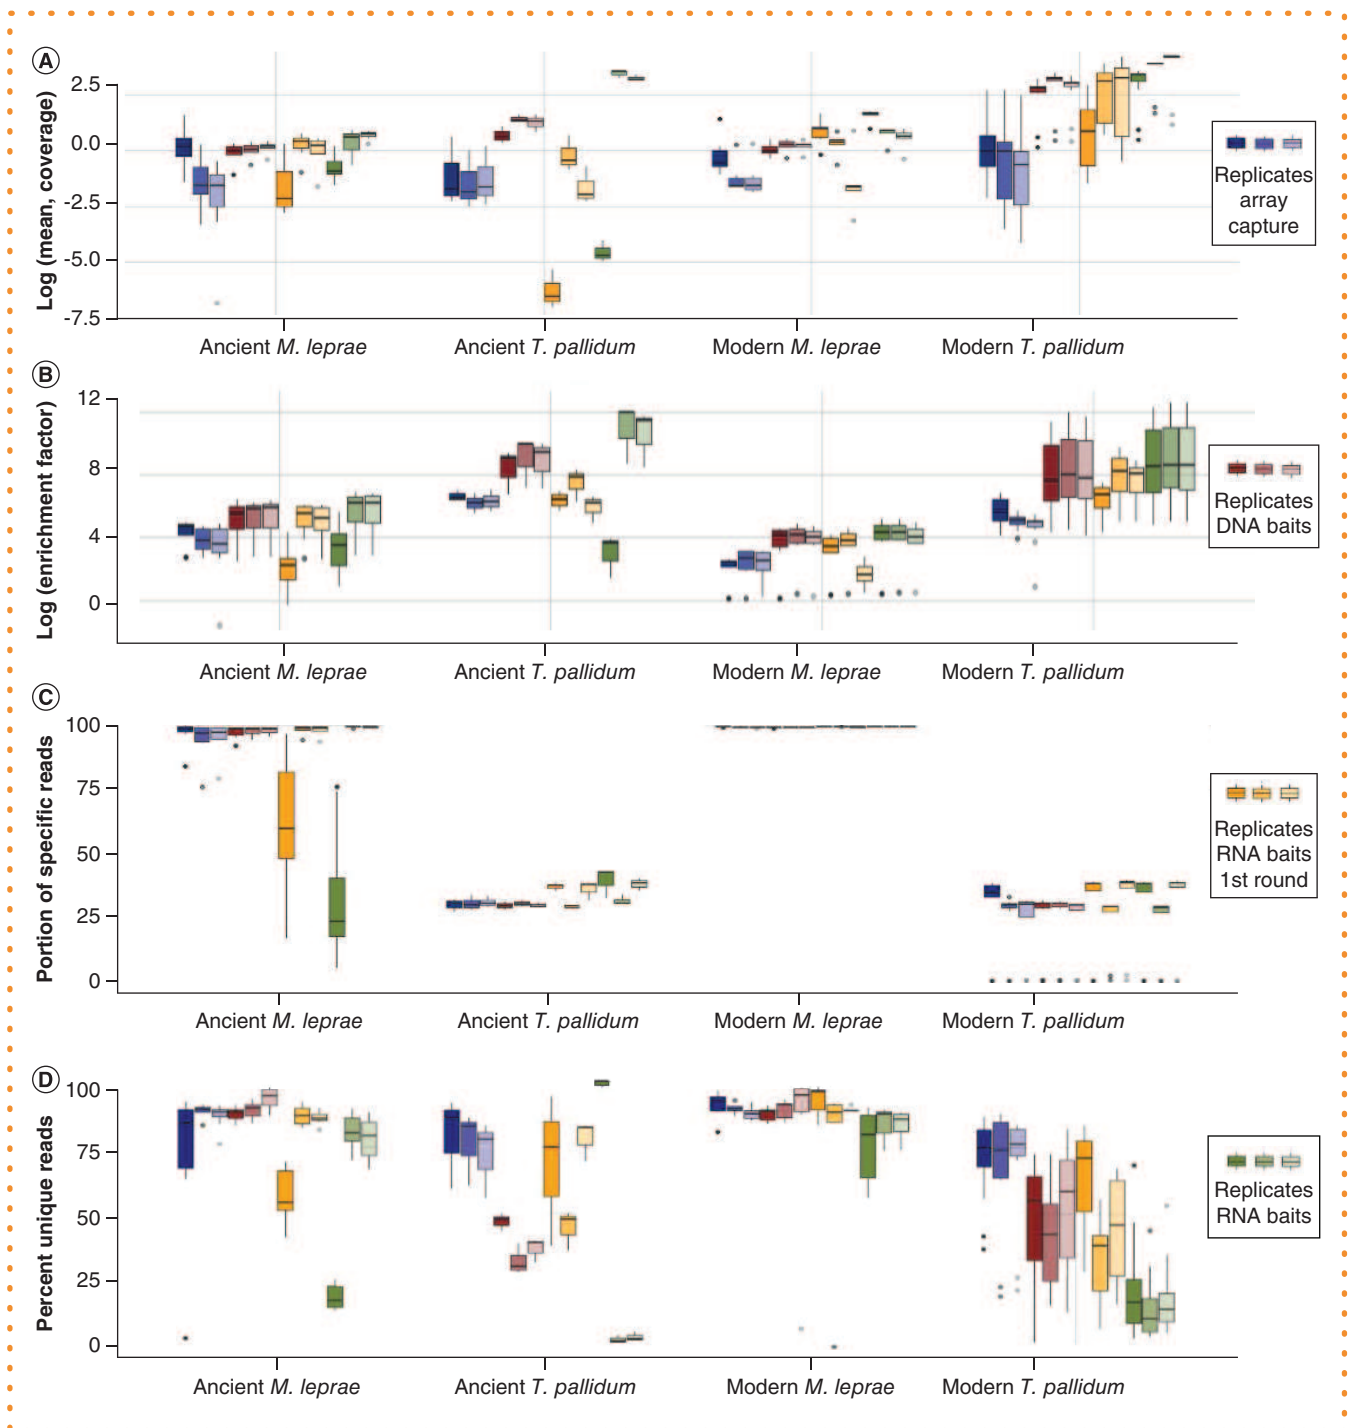 A
Log (mean, coverage)
2.5
0.0
-2.5
-5.0
-7.5
Ancient M. leprae
Ancient T. pallidum
Modern M. leprae
Modern T. pallidum
Replicates
array
capture
B
Log (enrichment factor)
12
8
4
0
Ancient M. leprae
Ancient T. pallidum
Modern M. leprae
Modern T. pallidum
Replicates
DNA baits
C
Portion of specific reads
100
75
50
25
0
Ancient M. leprae
Ancient T. pallidum
Modern M. leprae
Modern T. pallidum
Replicates
RNA baits
1st round
D
Percent unique reads
100
75
50
25
0
Ancient M. leprae
Ancient T. pallidum
Modern M. leprae
Modern T. pallidum
Replicates
RNA baits